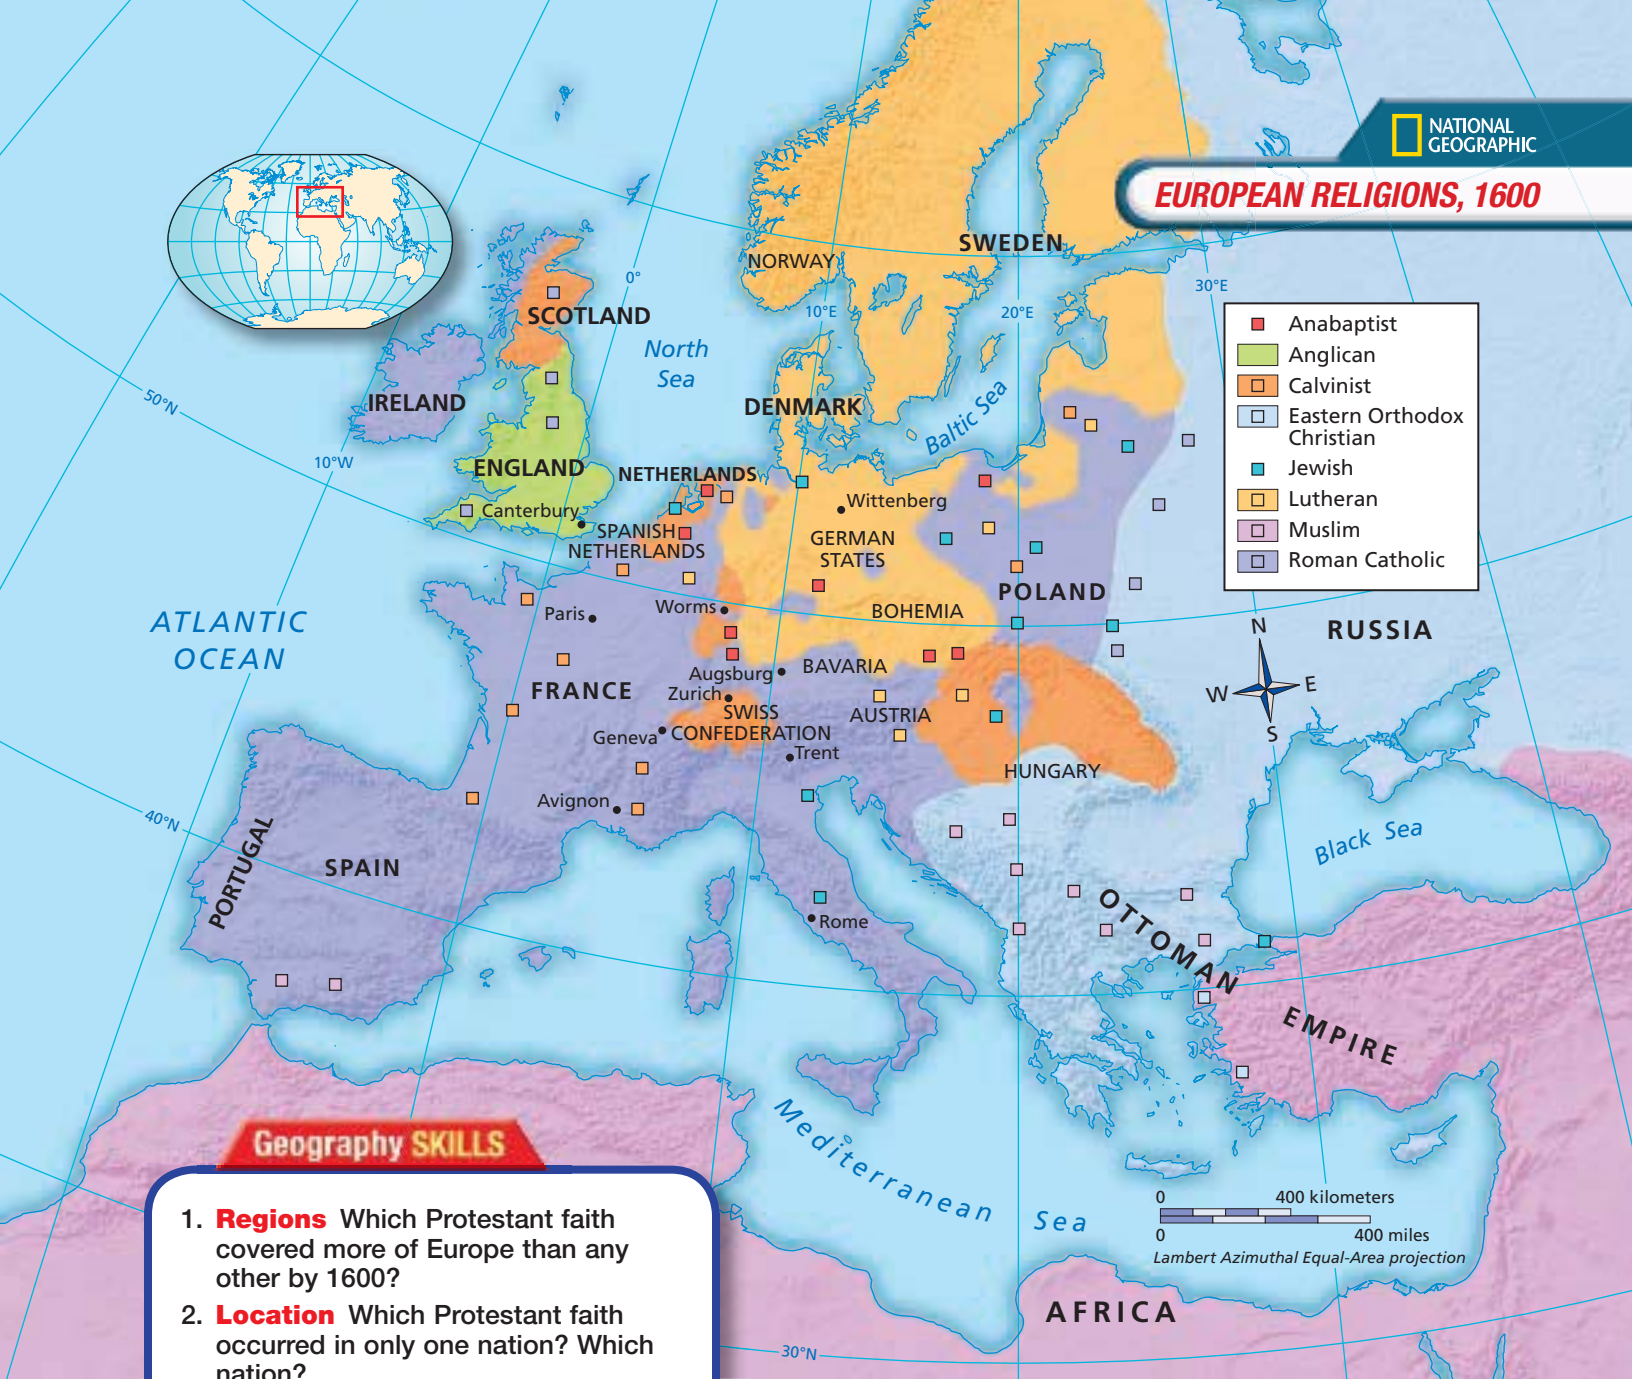 NATIONAL
GEOGRAPHIC
EUROPEAN RELIGIONS, 1600
SWEDEN
NORWAY
0°
30°E
10°E
20°E
SCOTLAND
North
Sea
IRELAND
DENMARK
Baltic Sea
50°N
10°W
ENGLAND
NETHERLANDS
Canterbury
Wittenberg
SPANISH
NETHERLANDS
GERMAN
STATES
POLAND
Anabaptist
Anglican
Calvinist
Eastern Orthodox
Christian
Jewish
Lutheran
Muslim
Roman Catholic
ATLANTIC
OCEAN
Paris
Worms
BOHEMIA
N
RUSSIA
W
E
S
Augsburg
BAVARIA
FRANCE
Zurich
SWISS
CONFEDERATION
AUSTRIA
Geneva
Trent
HUNGARY
Avignon
40°N
PORTUGAL
SPAIN
Black Sea
Rome
OTTOMAN
EMPIRE
Mediterranean Sea
0
400 kilometers
0
400 miles
Lambert Azimuthal Equal-Area projection
AFRICA
30°N
Geography SKILLS
1. Regions Which Protestant faith
covered more of Europe than any
other by 1600?
2. Location Which Protestant faith
occurred in only one nation? Which
nation?